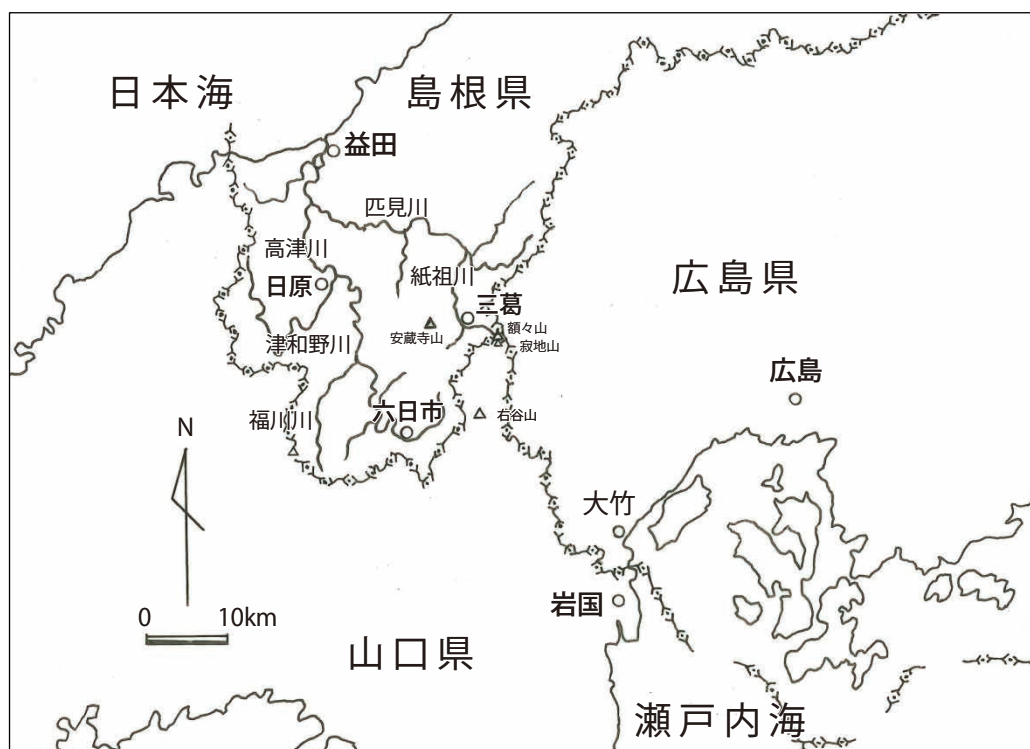 日本海
島根県
益田
匹見川
高津川
紙祖川
広島県
日原
三葛
額々山
安蔵寺山
寂地山
津和野川
広島
六日市
右谷山
福川川
N
大竹
0 10km
岩国
山口県
瀬戸内海